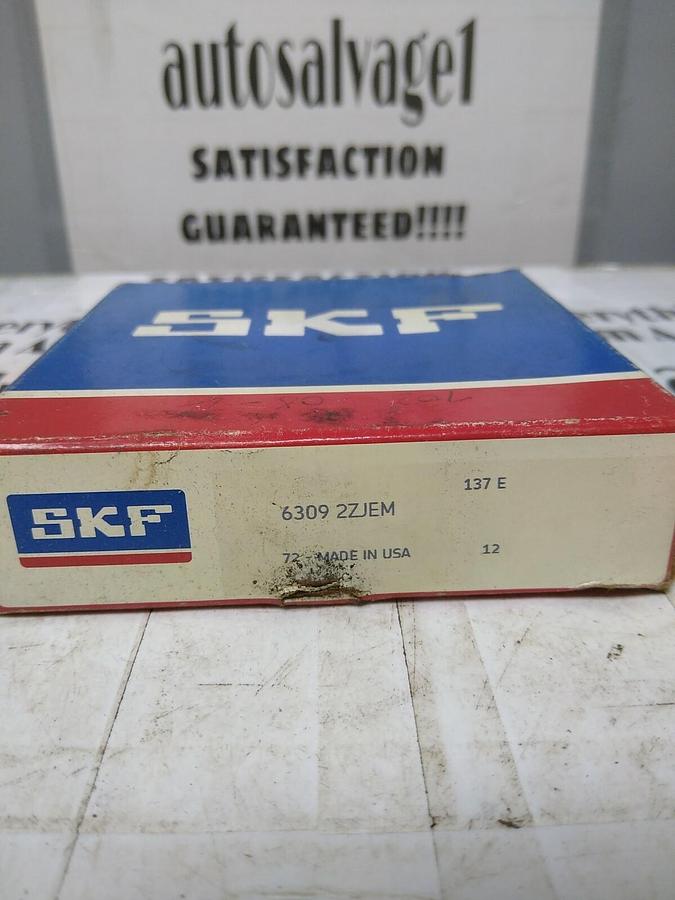 autosalvage1
SATISFACTION
GUARANTEED!!!!
SKF
SKF
6309 2ZJEM
137 E
72 - MADE IN USA
12